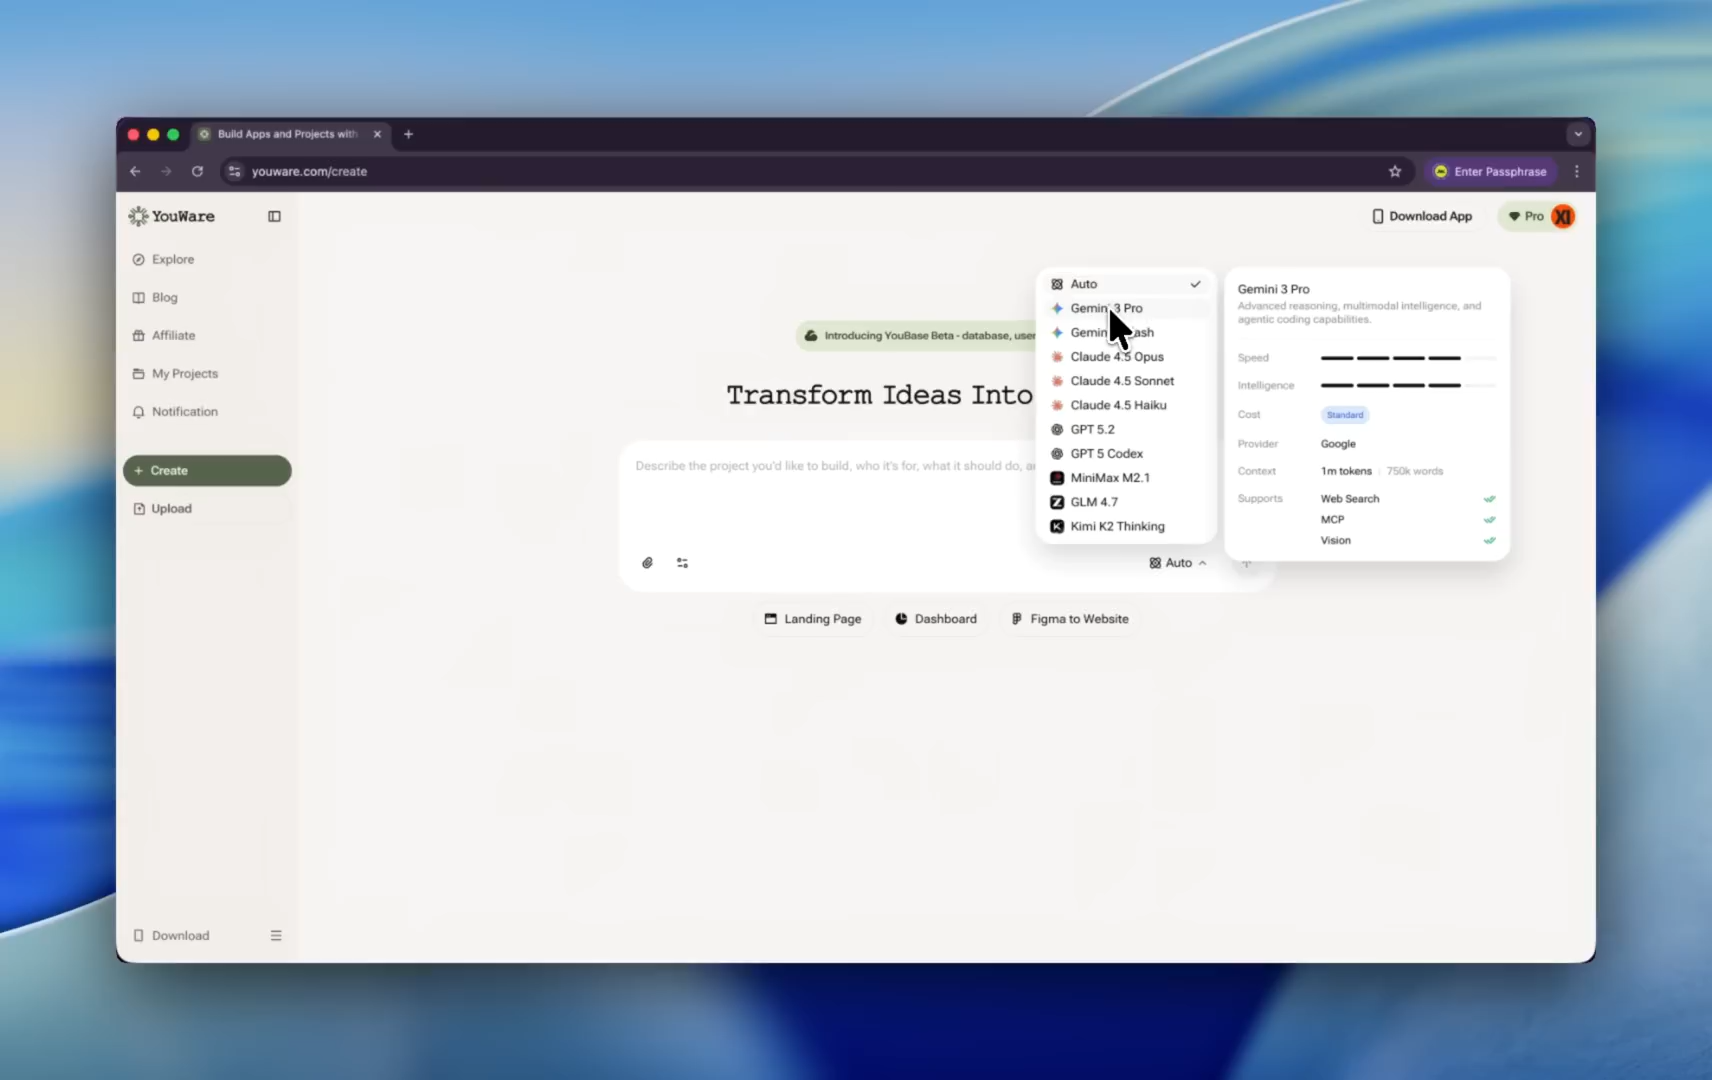 Build Apps and Projects with
youware.com/create
Enter Passphrase
YouWare
Download App
Pro
XI
Explore
Blog
Affiliate
My Projects
Notification
+ Create
Upload
Introducing YouBase Beta - database, user
Transform Ideas Into
Describe the project you'd like to build, who it's for, what it should do,
Auto
Gemini 3 Pro
Claude 4.5 Opus
Claude 4.5 Sonnet
Claude 4.5 Haiku
GPT 5.2
GPT 5 Codex
MiniMax M2.1
GLM 4.7
Kimi K2 Thinking
Gemini 3 Pro
Advanced reasoning, multimodal intelligence, and
agentic coding capabilities.
Speed
Intelligence
Cost Standard
Provider Google
Context 1m tokens | 750k words
Supports Web Search
MCP
Vision
Auto
Landing Page
Dashboard
Figma to Website
Download